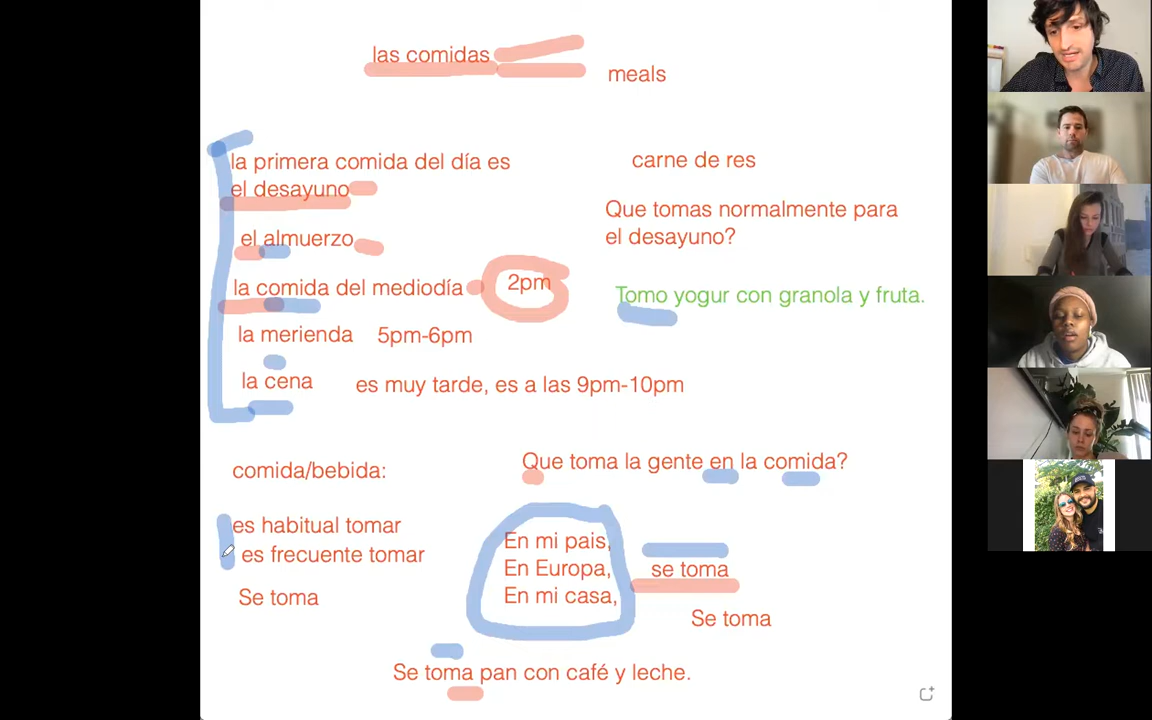 las comidas
meals
la primera comida del día es
el desayuno
el almuerzo
la comida del mediodía
2pm
la merienda 5pm-6pm
la cena es muy tarde, es a las 9pm-10pm
carne de res
Que tomas normalmente para
el desayuno?
Tomo yogur con granola y fruta.
comida/bebida:
es habitual tomar
es frecuente tomar
Se toma
Que toma la gente en la comida?
En mi pais,
En Europa,
En mi casa,
se toma
Se toma
Se toma pan con café y leche.